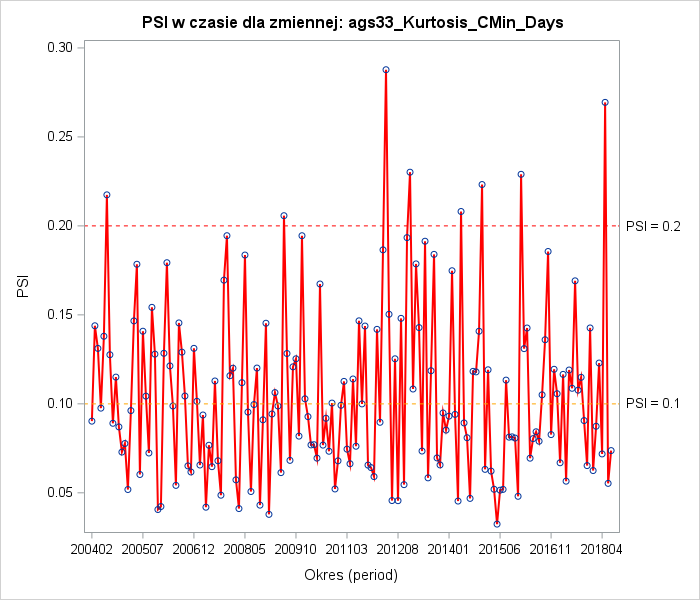 PSI w czasie dla zmiennej: ags33_Kurtosis_CMin_Days
0.30
0.25
0.20
0.15
0.10
0.05
PSI
PSI = 0.2
PSI = 0.1
200402 200507 200612 200805 200910 201103 201208 201401 201506 201611 201804
Okres (period)